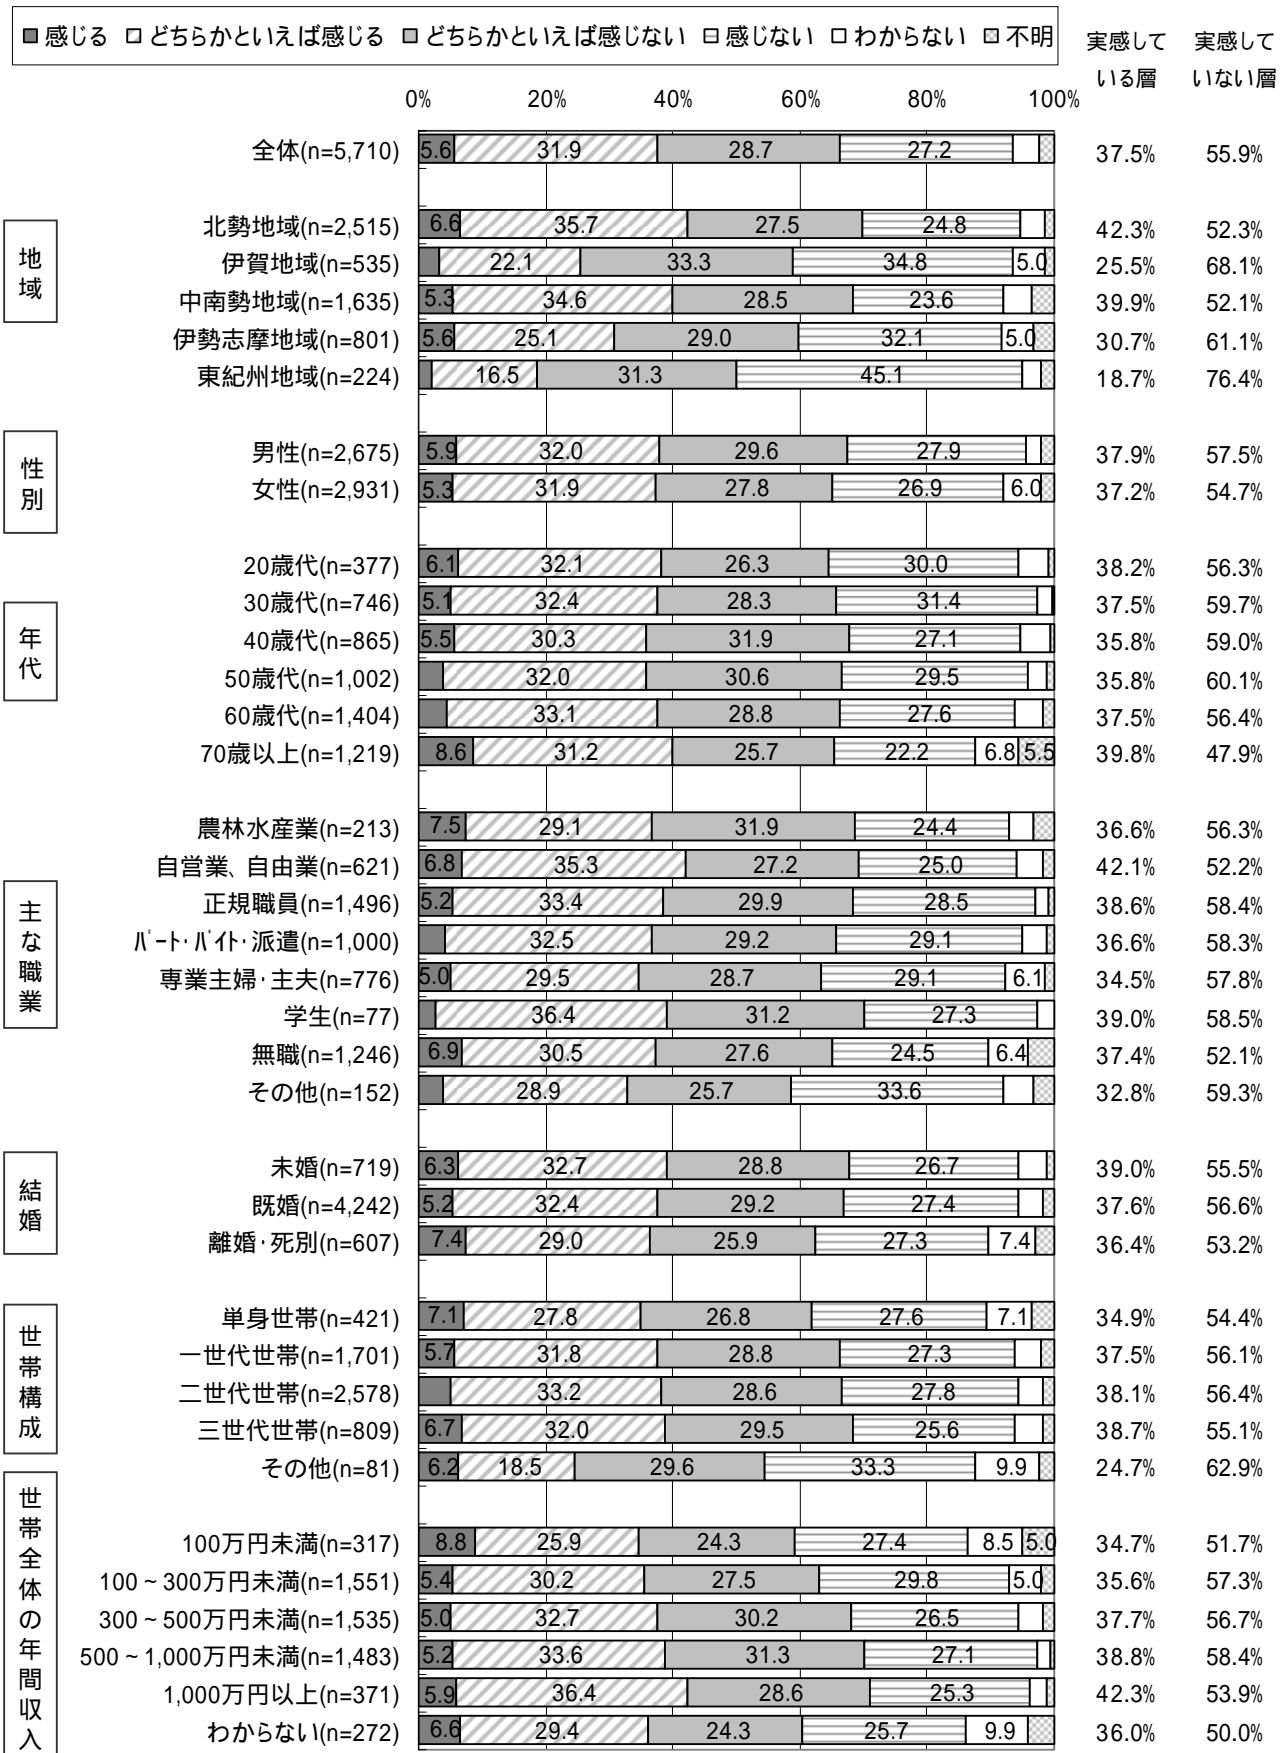 感じる どちらかといえば感じる どちらかといえば感じない 感じない わからない 不明
実感して 実感して
いる層 いない層
0% 20% 40% 60% 80% 100%
全体(n=5,710) 5.6 31.9 28.7 27.2 37.5% 55.9%
地域
北勢地域(n=2,515) 6.6 35.7 27.5 24.8 42.3% 52.3%
伊賀地域(n=535) 22.1 33.3 34.8 5.0 25.5% 68.1%
中南勢地域(n=1,635) 5.3 34.6 28.5 23.6 39.9% 52.1%
伊勢志摩地域(n=801) 5.6 25.1 29.0 32.1 5.0 30.7% 61.1%
東紀州地域(n=224) 16.5 31.3 45.1 18.7% 76.4%
性別
男性(n=2,675) 5.9 32.0 29.6 27.9 37.9% 57.5%
女性(n=2,931) 5.3 31.9 27.8 26.9 6.0 37.2% 54.7%
年代
20歳代(n=377) 6.1 32.1 26.3 30.0 38.2% 56.3%
30歳代(n=746) 5.1 32.4 28.3 31.4 37.5% 59.7%
40歳代(n=865) 5.5 30.3 31.9 27.1 35.8% 59.0%
50歳代(n=1,002) 32.0 30.6 29.5 35.8% 60.1%
60歳代(n=1,404) 33.1 28.8 27.6 37.5% 56.4%
70歳以上(n=1,219) 8.6 31.2 25.7 22.2 6.8 5.5 39.8% 47.9%
主な職業
農林水産業(n=213) 7.5 29.1 31.9 24.4 36.6% 56.3%
自営業、自由業(n=621) 6.8 35.3 27.2 25.0 42.1% 52.2%
正規職員(n=1,496) 5.2 33.4 29.9 28.5 38.6% 58.4%
ﾊﾟｰﾄ･ﾊﾞｲﾄ･派遣(n=1,000) 32.5 29.2 29.1 36.6% 58.3%
専業主婦･主夫(n=776) 5.0 29.5 28.7 29.1 6.1 34.5% 57.8%
学生(n=77) 36.4 31.2 27.3 39.0% 58.5%
無職(n=1,246) 6.9 30.5 27.6 24.5 6.4 37.4% 52.1%
その他(n=152) 28.9 25.7 33.6 32.8% 59.3%
結婚
未婚(n=719) 6.3 32.7 28.8 26.7 39.0% 55.5%
既婚(n=4,242) 5.2 32.4 29.2 27.4 37.6% 56.6%
離婚･死別(n=607) 7.4 29.0 25.9 27.3 7.4 36.4% 53.2%
世帯構成
単身世帯(n=421) 7.1 27.8 26.8 27.6 7.1 34.9% 54.4%
一世代世帯(n=1,701) 5.7 31.8 28.8 27.3 37.5% 56.1%
二世代世帯(n=2,578) 33.2 28.6 27.8 38.1% 56.4%
三世代世帯(n=809) 6.7 32.0 29.5 25.6 38.7% 55.1%
その他(n=81) 6.2 18.5 29.6 33.3 9.9 24.7% 62.9%
世帯全体の年間収入
100万円未満(n=317) 8.8 25.9 24.3 27.4 8.5 5.0 34.7% 51.7%
100~300万円未満(n=1,551) 5.4 30.2 27.5 29.8 5.0 35.6% 57.3%
300~500万円未満(n=1,535) 5.0 32.7 30.2 26.5 37.7% 56.7%
500~1,000万円未満(n=1,483) 5.2 33.6 31.3 27.1 38.8% 58.4%
1,000万円以上(n=371) 5.9 36.4 28.6 25.3 42.3% 53.9%
わからない(n=272) 6.6 29.4 24.3 25.7 9.9 36.0% 50.0%